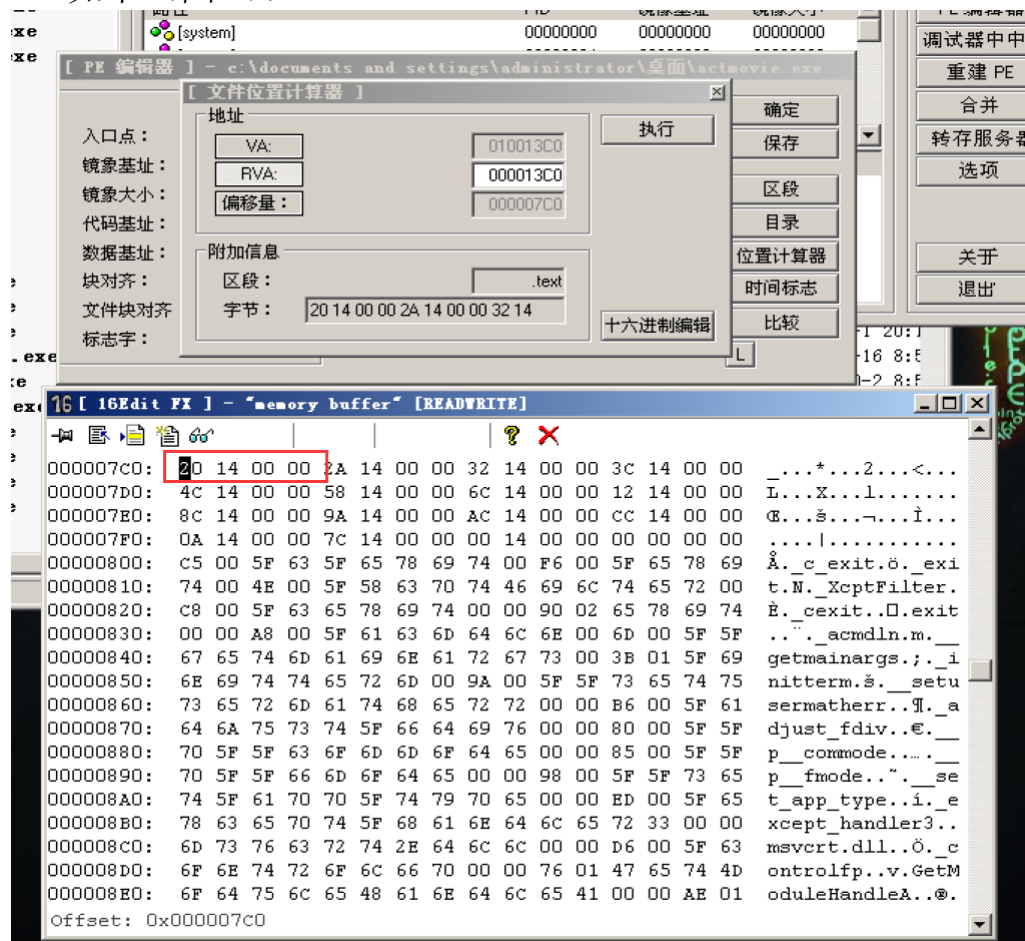 [system]
00000000 00000000 00000000
xe
xe
[ PE 编辑器 ] - c:\documents and settings\administrator\桌面\actmovie.exe
[ 文件位置计算器 ]
地址
VA:
010013C0
RVA:
000013C0
偏移量:
000007C0
执行
附加信息
区段:
.text
字节:
20 14 00 00 2A 14 00 00 32 14
十六进制编辑
入口点:
镜象基址:
镜象大小:
代码基址:
数据基址:
块对齐:
文件块对齐
标志字:
确定
保存
区段
目录
位置计算器
时间标志
比较
L
调试器中中
重建 PE
合并
转存服务器
选项
关于
退出
.exe
-16 8:5
-2 8:5
16 [ 16Edit FX ] - "memory buffer" [READWRITE]
000007C0: 20 14 00 00 2A 14 00 00 32 14 00 00 3C 14 00 00 _...*...2...<...
000007D0: 4C 14 00 00 58 14 00 00 6C 14 00 00 12 14 00 00 L...X...l.......
000007E0: 8C 14 00 00 9A 14 00 00 AC 14 00 00 CC 14 00 00 Œ...š...¬...Ì...
000007F0: 0A 14 00 00 7C 14 00 00 00 14 00 00 00 00 00 00 ....|...........
00000800: C5 00 5F 63 5F 65 78 69 74 00 F6 00 5F 65 78 69 Å._c_exit.ö._exi
00000810: 74 00 4E 00 5F 58 63 70 74 46 69 6C 74 65 72 00 t.N._XcptFilter.
00000820: C8 00 5F 63 65 78 69 74 00 00 90 02 65 78 69 74 È._cexit..□.exit
00000830: 00 00 A8 00 5F 61 63 6D 64 6C 6E 00 6D 00 5F 5F ..¨._acmdln.m.__
00000840: 67 65 74 6D 61 69 6E 61 72 67 73 00 3B 01 5F 69 getmainargs.;._i
00000850: 6E 69 74 74 65 72 6D 00 9A 00 5F 5F 73 65 74 75 nitterm.š.__setu
00000860: 73 65 72 6D 61 74 68 65 72 72 00 00 B6 00 5F 61 sermatherr..¶._a
00000870: 64 6A 75 73 74 5F 66 64 69 76 00 00 80 00 5F 5F djust_fdiv..€.__
00000880: 70 5F 5F 63 6F 6D 6D 6F 64 65 00 00 85 00 5F 5F p__commode..….__
00000890: 70 5F 5F 66 6D 6F 64 65 00 00 98 00 5F 5F 73 65 p__fmode..˜.__se
000008A0: 74 5F 61 70 70 5F 74 79 70 65 00 00 ED 00 5F 65 t_app_type..í._e
000008B0: 78 63 65 70 74 5F 68 61 6E 64 6C 65 72 33 00 00 xcept_handler3..
000008C0: 6D 73 76 63 72 74 2E 64 6C 6C 00 00 D6 00 5F 63 msvcrt.dll..Ö._c
000008D0: 6F 6E 74 72 6F 6C 66 70 00 00 76 01 47 65 74 4D ontrolfp..v.GetM
000008E0: 6F 64 75 6C 65 48 61 6E 64 6C 65 41 00 00 AE 01 oduleHandleA..®.
Offset: 0x000007C0